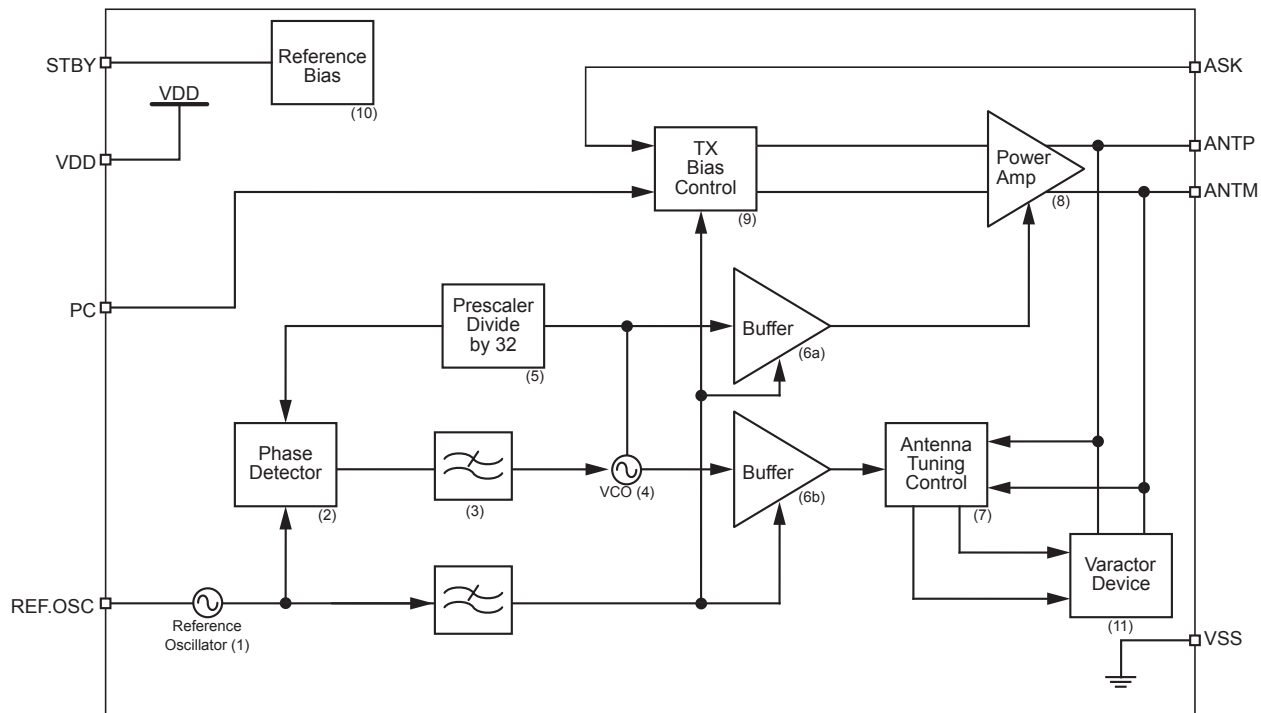 STBY
Reference
Bias
(10)
ASK
VDD
VDD
TX
Bias
Control
(9)
Power
Amp
(8)
ANTP
ANTM
PC
Prescaler
Divide
by 32
(5)
Buffer
(6a)
Phase
Detector
(2)
(3)
VCO (4)
Buffer
(6b)
Antenna
Tuning
Control
(7)
Varactor
Device
(11)
REF.OSC
Reference
Oscillator (1)
VSS